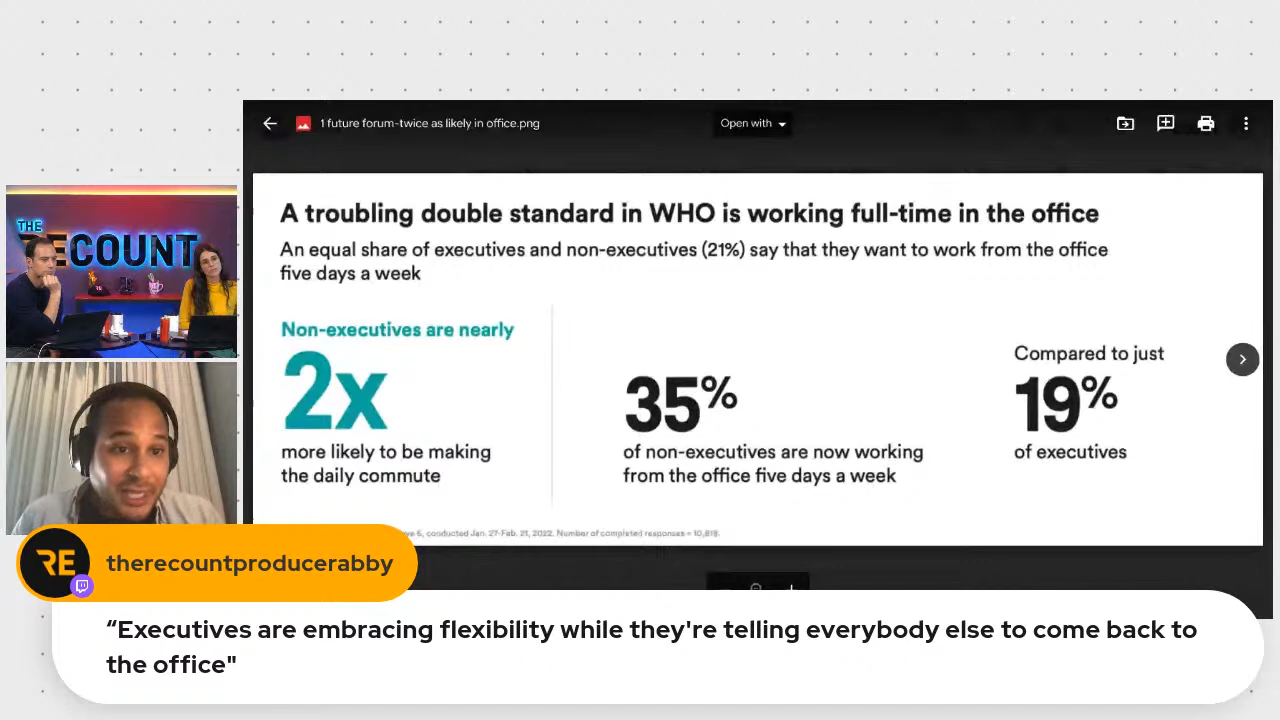 1 future forum-twice as likely in office.png
Open with
A troubling double standard in WHO is working full-time in the office
An equal share of executives and non-executives (21%) say that they want to work from the office
five days a week
Non-executives are nearly
2x
more likely to be making
the daily commute
35%
of non-executives are now working
from the office five days a week
Compared to just
19%
of executives
6, conducted Jan. 27-Feb. 21, 2022. Number of completed responses = 10,818.
THE
RECOUNT
RE
therecountproducerabby
“Executives are embracing flexibility while they're telling everybody else to come back to
the office"